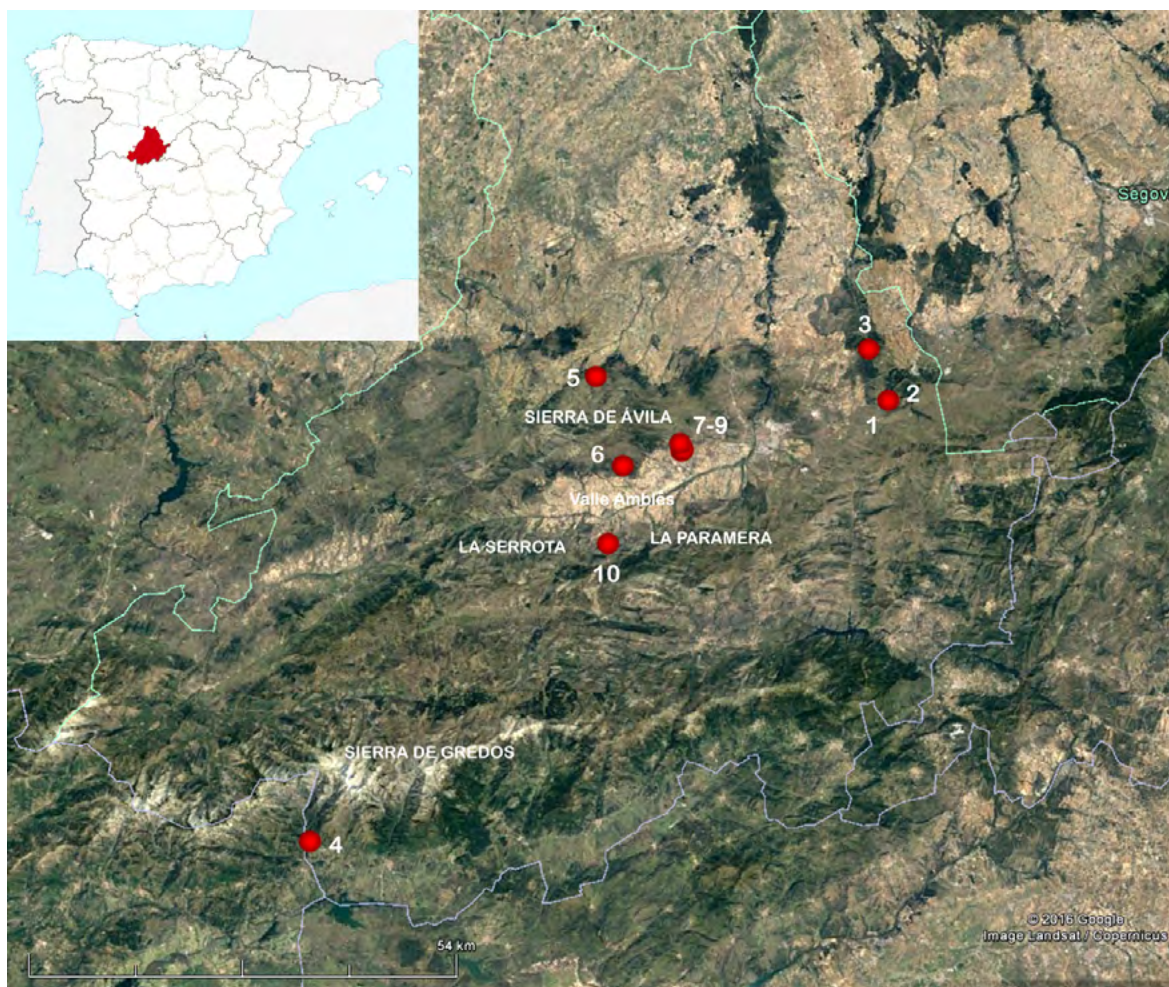 Segov
3
2
5
SIERRA DE ÁVILA
7-9
1
6
Valle Amblés
LA SERROTA
LA PARAMERA
10
SIERRA DE GREDOS
4
© 2016 Google
54 km
Image Landsat / Copernicus